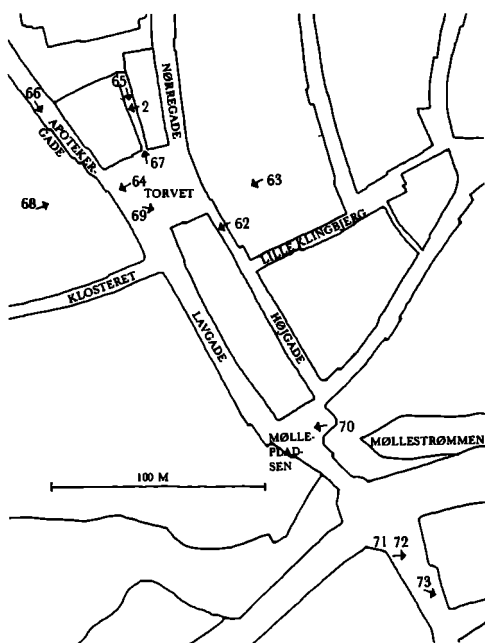 65
66
2
NØRREGADE
APOTEKER-
GADE
67
64
TORVET
63
68
69
62
LILLE KLINGBJERG
KLOSTERET
LAVGADE
HØJGADE
70
MØLLE-
PLAD-
SEN
MØLLESTRØMMEN
100 M
71 72
73